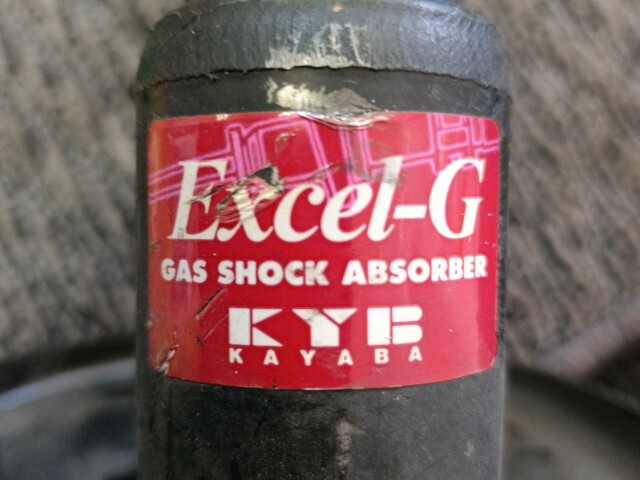 Excel-G
GAS SHOCK ABSORBER
KYB
KAYABA